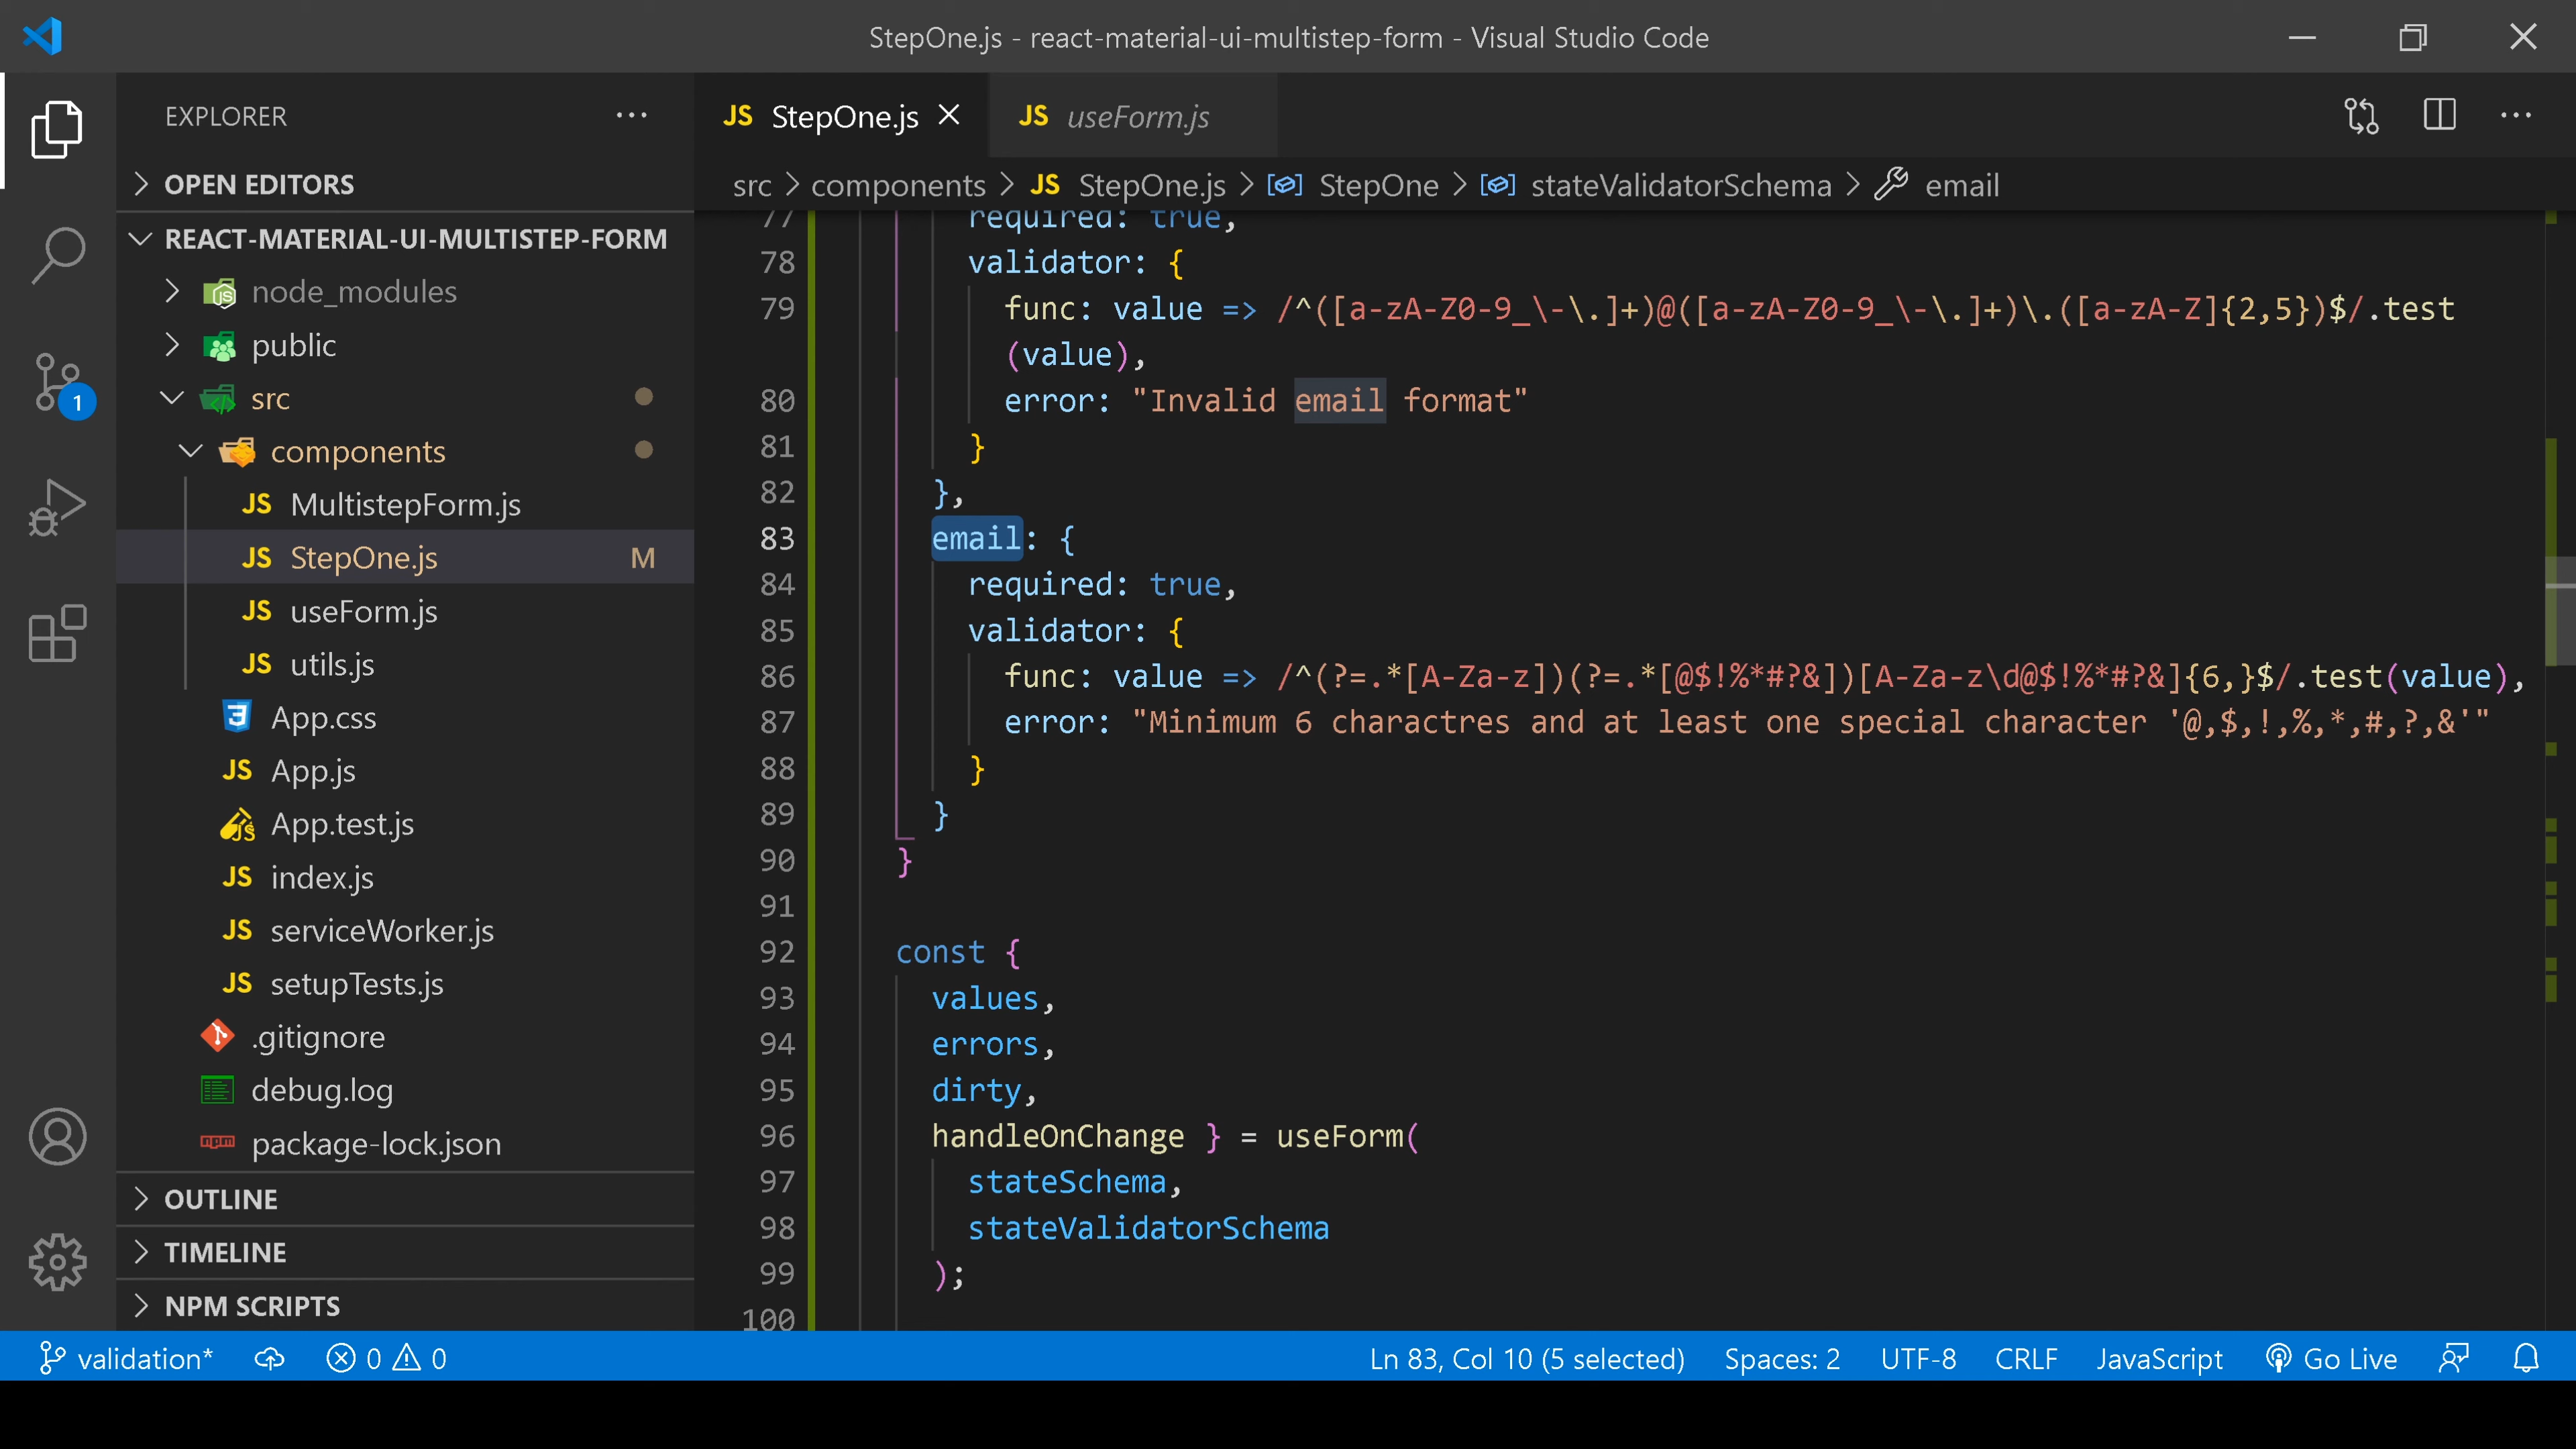 StepOne.js - react-material-ui-multistep-form - Visual Studio Code
EXPLORER
OPEN EDITORS
REACT-MATERIAL-UI-MULTISTEP-FORM
node_modules
public
src
components
JS MultistepForm.js
JS StepOne.js M
JS useForm.js
JS utils.js
App.css
JS App.js
App.test.js
JS index.js
JS serviceWorker.js
JS setupTests.js
.gitignore
debug.log
package-lock.json
OUTLINE
TIMELINE
NPM SCRIPTS
1
JS StepOne.js
JS useForm.js
src > components > JS StepOne.js > StepOne > stateValidatorSchema > email
77 required: true,
78 validator: {
79 func: value => /^([a-zA-Z0-9_\-\.]+)@([a-zA-Z0-9_\-\.]+)\.([a-zA-Z]{2,5})$/.test
(value),
80 error: "Invalid email format"
81 }
82 },
83 email: {
84 required: true,
85 validator: {
86 func: value => /^(?=.*[A-Za-z])(?=.*[@$!%*#?&])[A-Za-z\d@$!%*#?&]{6,}$/.test(value),
87 error: "Minimum 6 charactres and at least one special character '@,$,!,%,*,#,?,&'"
88 }
89 }
90 }
91
92 const {
93 values,
94 errors,
95 dirty,
96 handleOnChange } = useForm(
97 stateSchema,
98 stateValidatorSchema
99 );
100
validation* 0 0 Ln 83, Col 10 (5 selected) Spaces: 2 UTF-8 CRLF JavaScript Go Live